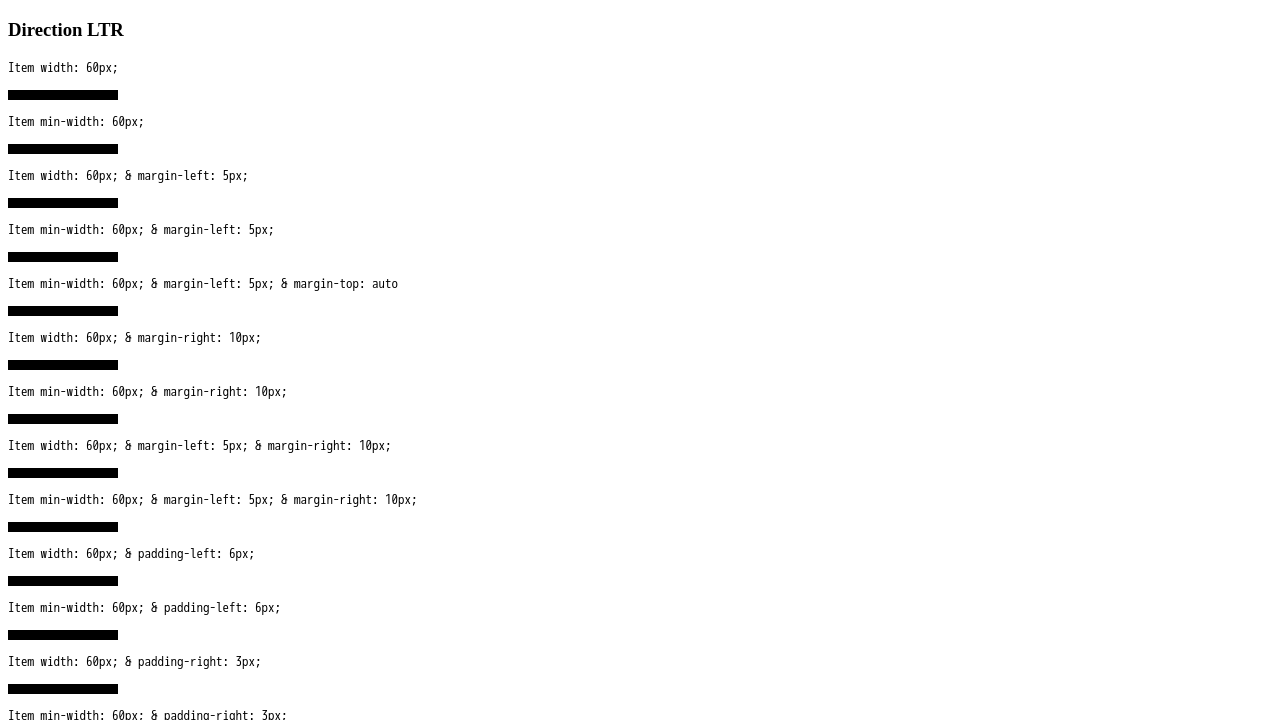 Direction LTR
Item width: 60px;
Item min-width: 60px;
Item width: 60px; & margin-left: 5px;
Item min-width: 60px; & margin-left: 5px;
Item min-width: 60px; & margin-left: 5px; & margin-top: auto
Item width: 60px; & margin-right: 10px;
Item min-width: 60px; & margin-right: 10px;
Item width: 60px; & margin-left: 5px; & margin-right: 10px;
Item min-width: 60px; & margin-left: 5px; & margin-right: 10px;
Item width: 60px; & padding-left: 6px;
Item min-width: 60px; & padding-left: 6px;
Item width: 60px; & padding-right: 3px;
Item min-width: 60px; & padding-right: 3px;